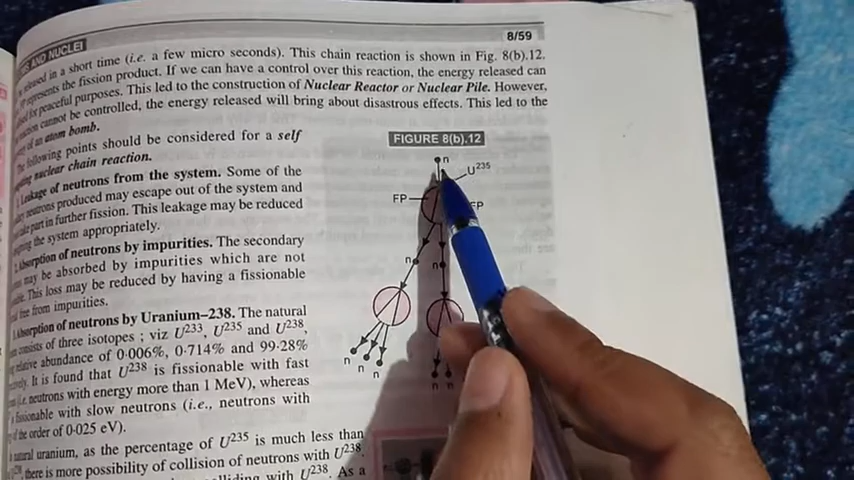 AND NUCLEI
8/59
released in a short time (i.e. a few micro seconds). This chain reaction is shown in Fig. 8(b).12.
represents the fission product. If we can have a control over this reaction, the energy released can
for peaceful purposes. This led to the construction of Nuclear Reactor or Nuclear Pile. However,
reaction cannot be controlled, the energy released will bring about disastrous effects. This led to the
of an atom bomb.
following points should be considered for a self
nuclear chain reaction.
Leakage of neutrons from the system. Some of the
neutrons produced may escape out of the system and
take part in further fission. This leakage may be reduced
the system appropriately.
Absorption of neutrons by impurities. The secondary
may be absorbed by impurities which are not
This loss may be reduced by having a fissionable
free from impurities.
Absorption of neutrons by Uranium–238. The natural
consists of three isotopes ; viz U²³³, U²³⁵ and U²³⁸.
relative abundance of 0·006%, 0·714% and 99·28%
It is found that U²³⁸ is fissionable with fast
(i.e. neutrons with energy more than 1 MeV), whereas
fissionable with slow neutrons (i.e., neutrons with
the order of 0·025 eV).
natural uranium, as the percentage of U²³⁵ is much less than
there is more possibility of collision of neutrons with U²³⁸. As a
colliding with U²³⁸.
FIGURE 8(b).12
n
U²³⁵
FP
FP
n
n
n
n
n
n
n